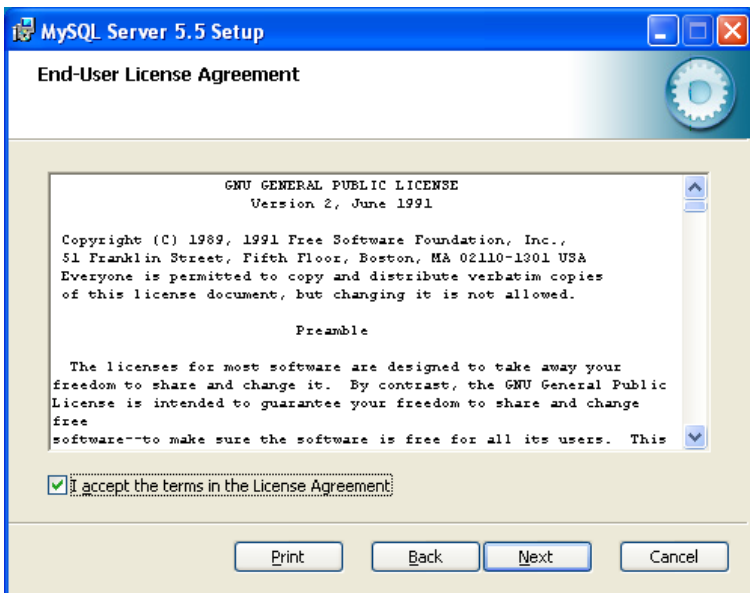 MySQL Server 5.5 Setup
End-User License Agreement
GNU GENERAL PUBLIC LICENSE
Version 2, June 1991
Copyright (C) 1989, 1991 Free Software Foundation, Inc.,
51 Franklin Street, Fifth Floor, Boston, MA 02110-1301 USA
Everyone is permitted to copy and distribute verbatim copies
of this license document, but changing it is not allowed.
Preamble
The licenses for most software are designed to take away your
freedom to share and change it. By contrast, the GNU General Public
License is intended to guarantee your freedom to share and change
free
software--to make sure the software is free for all its users. This
I accept the terms in the License Agreement
Print Back Next Cancel